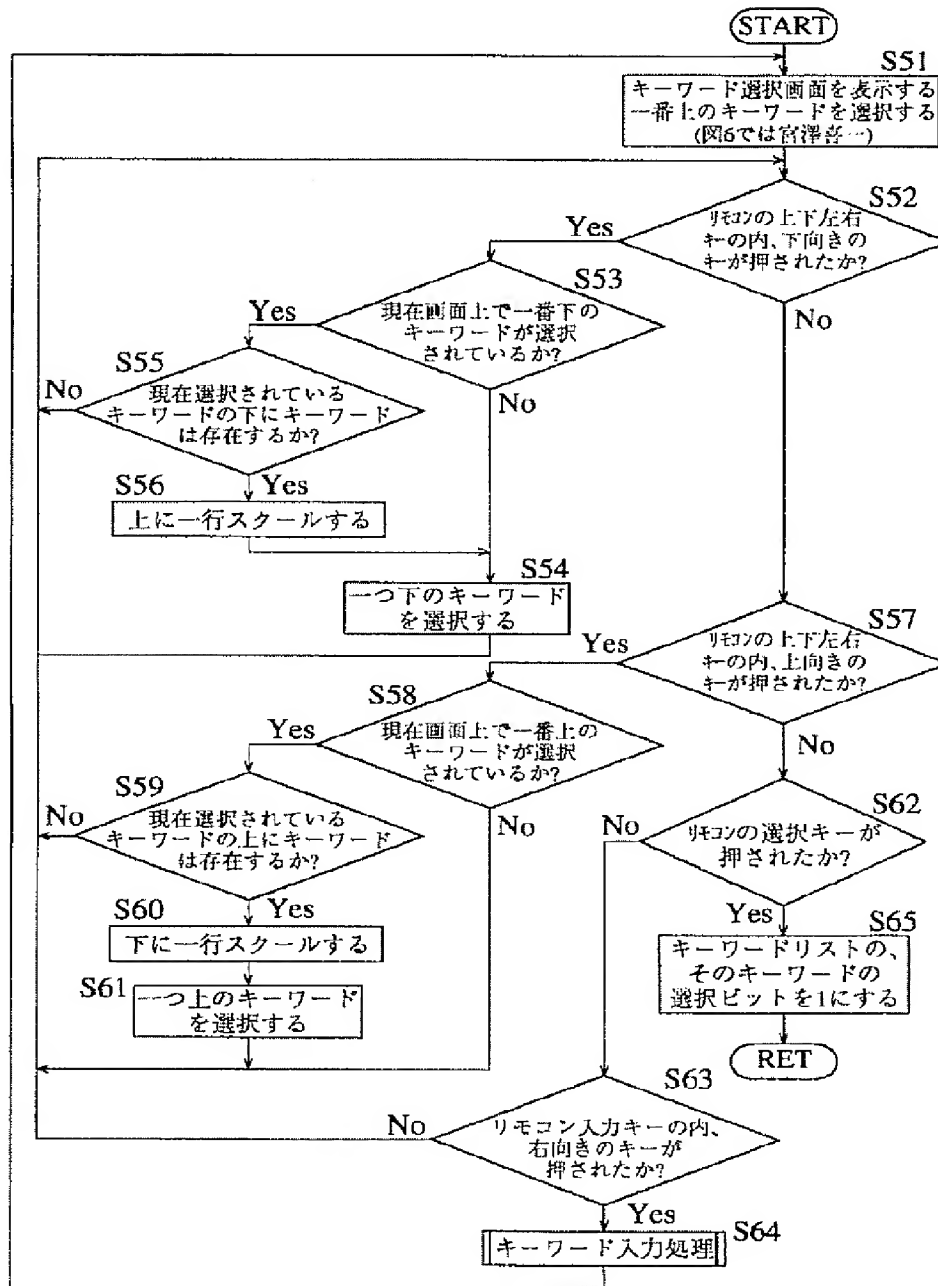 START
S51
キーワード選択画面を表示する
一番上のキーワードを選択する
(図6では宮澤喜一)
S52
リモコンの上下左右
キーの内、下向きの
キーが押されたか?
Yes
No
S53
現在画面上で一番下の
キーワードが選択
されているか?
Yes
No
S55
現在選択されている
キーワードの下にキーワード
は存在するか?
No
Yes
S56
上に一行スクールする
S54
一つ下のキーワード
を選択する
S57
リモコンの上下左右
キーの内、上向きの
キーが押されたか?
Yes
No
S58
現在画面上で一番上の
キーワードが選択
されているか?
Yes
No
S59
現在選択されている
キーワードの上にキーワード
は存在するか?
No
Yes
S60
下に一行スクールする
S61
一つ上のキーワード
を選択する
S62
リモコンの選択キーが
押されたか?
No
Yes
S65
キーワードリストの、
そのキーワードの
選択ビットを1にする
RET
S63
リモコン入力キーの内、
右向きのキーが
押されたか?
No
Yes
S64
キーワード入力処理